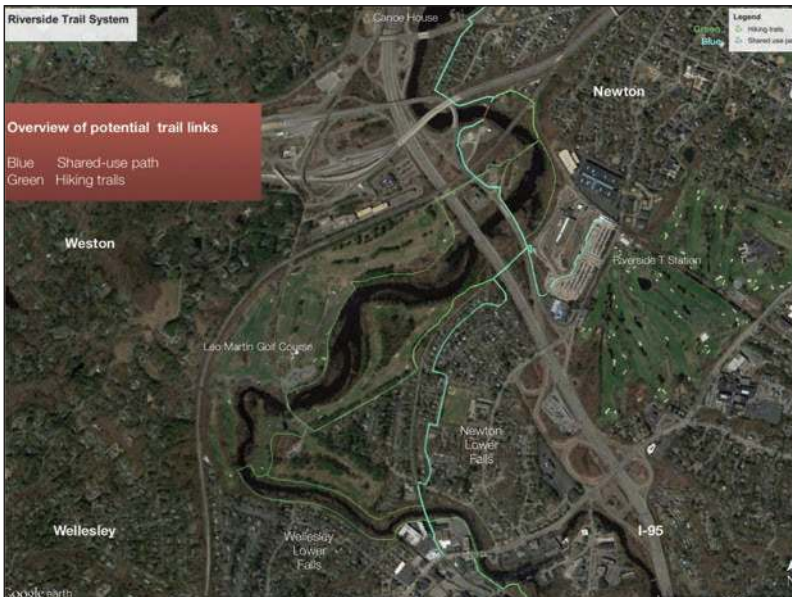 Riverside Trail System
Canoe House
Legend
Green
Hiking trails
Blue
Shared use pa
Newton
Overview of potential trail links
Blue Shared-use path
Green Hiking trails
Weston
Riverside T Station
Leo Martin Golf Course
Newton
Lower
Falls
Wellesley
Wellesley
Lower
Falls
I-95
Google earth
N